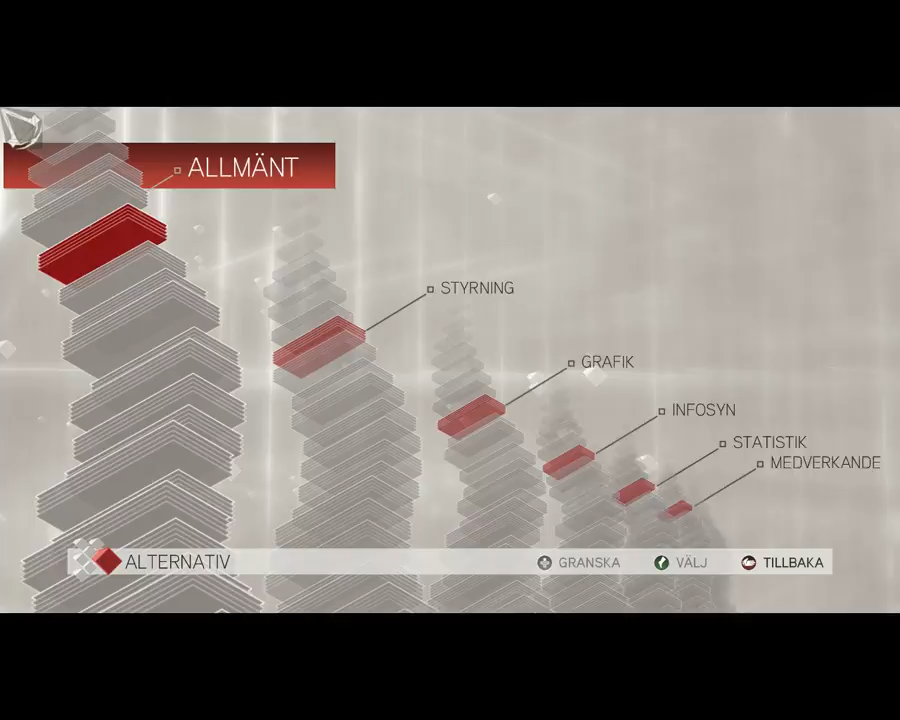 ALLMÄNT
STYRNING
GRAFIK
INFOSYN
STATISTIK
MEDVERKANDE
ALTERNATIV
GRANSKA
VÄLJ
TILLBAKA